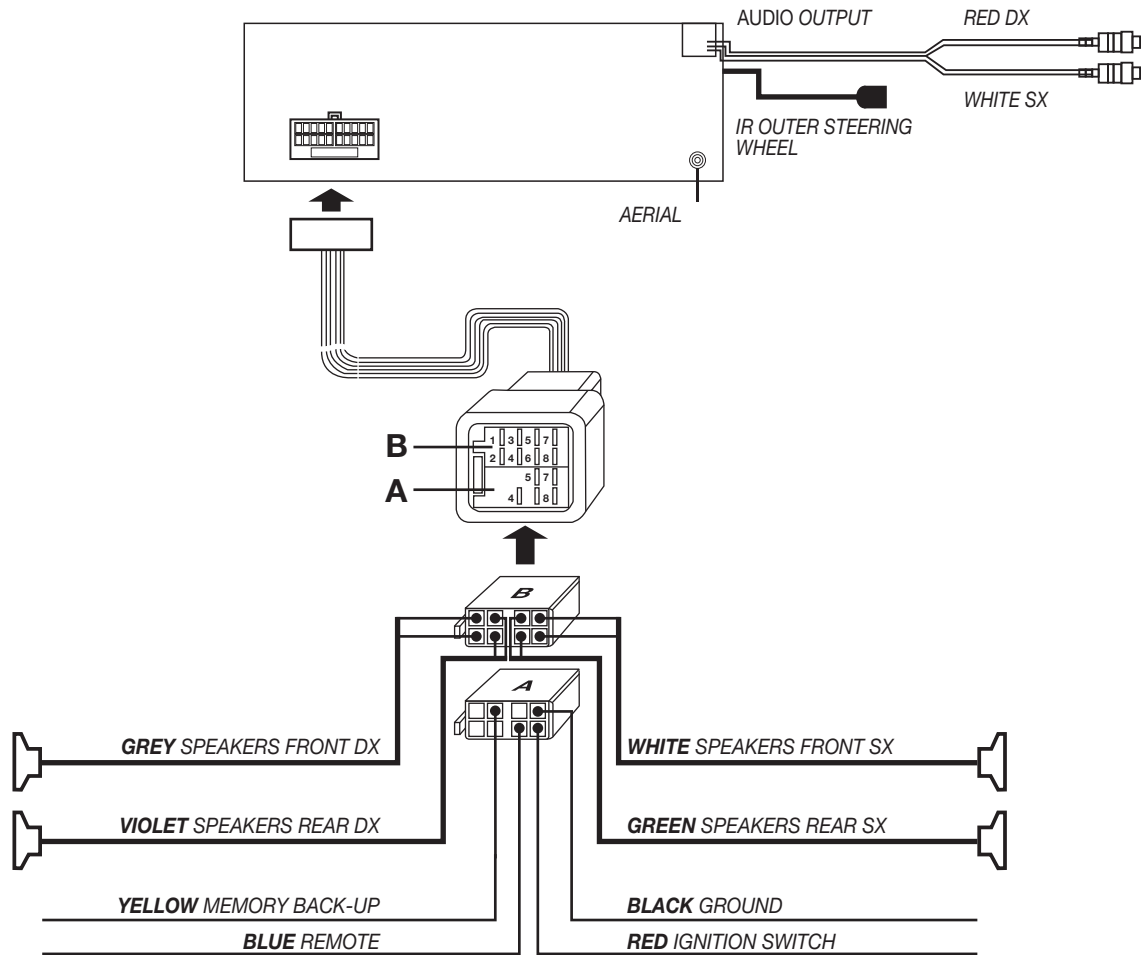 AUDIO OUTPUT
RED DX
WHITE SX
IR OUTER STEERING
WHEEL
AERIAL
B
1 3 5 7
2 4 6 8
A
5 7
4 8
B
A
GREY SPEAKERS FRONT DX
WHITE SPEAKERS FRONT SX
VIOLET SPEAKERS REAR DX
GREEN SPEAKERS REAR SX
YELLOW MEMORY BACK-UP
BLACK GROUND
BLUE REMOTE
RED IGNITION SWITCH